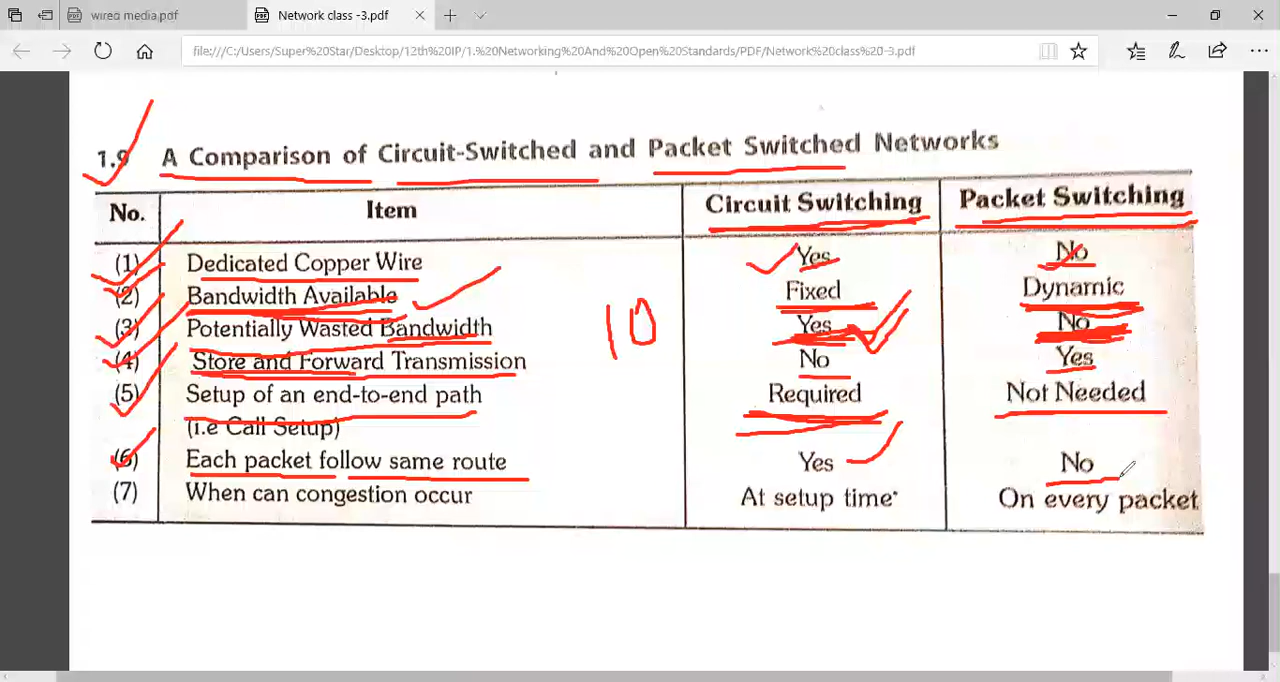 wired media.pdf
Network class -3.pdf
file:///C:/Users/Super%20Star/Desktop/12th%20IP/1.%20Networking%20And%20Open%20Standards/PDF/Network%20class%20-3.pdf
1.9 A Comparison of Circuit-Switched and Packet Switched Networks
No. Item Circuit Switching Packet Switching
(1) Dedicated Copper Wire Yes No
(2) Bandwidth Available Fixed Dynamic
(3) Potentially Wasted Bandwidth 10 Yes No
(4) Store and Forward Transmission No Yes
(5) Setup of an end-to-end path Required Not Needed
(i.e Call Setup)
(6) Each packet follow same route Yes No
(7) When can congestion occur At setup time On every packet